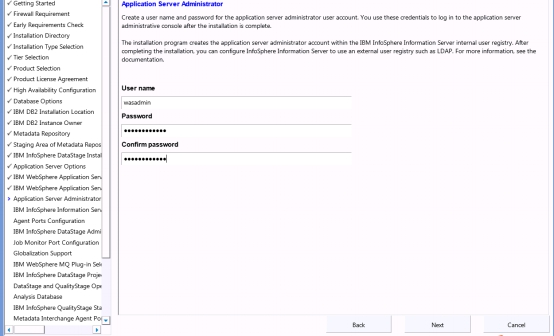 ✓ Getting Started
✓ Firewall Requirement
✓ Early Requirements Check
✓ Installation Directory
✓ Installation Type Selection
✓ Tier Selection
✓ Product Selection
✓ Product License Agreement
✓ High Availability Configuration
✓ Database Options
✓ IBM DB2 Installation Location
✓ IBM DB2 Instance Owner
✓ Metadata Repository
✓ Staging Area of Metadata Repos
✓ IBM InfoSphere DataStage Instal
✓ Application Server Options
✓ IBM WebSphere Application Serv
✓ IBM WebSphere Application Serv
Application Server Administrator
IBM InfoSphere Information Serv
Agent Ports Configuration
IBM InfoSphere DataStage Admi
Job Monitor Port Configuration
Globalization Support
IBM WebSphere MQ Plug-in Sele
IBM InfoSphere DataStage Proje
DataStage and QualityStage Ope
Analysis Database
IBM InfoSphere QualityStage Sta
Metadata Interchange Agent Po
Application Server Administrator
Create a user name and password for the application server administrator user account. You use these credentials to log in to the application server
administrative console after the installation is complete.
The installation program creates the application server administrator account within the IBM InfoSphere Information Server internal user registry. After
completing the installation, you can configure InfoSphere Information Server to use an external user registry such as LDAP. For more information, see the
documentation.
User name
wasadmin
Password
••••••••••••
Confirm password
••••••••••••
Back
Next
Cancel